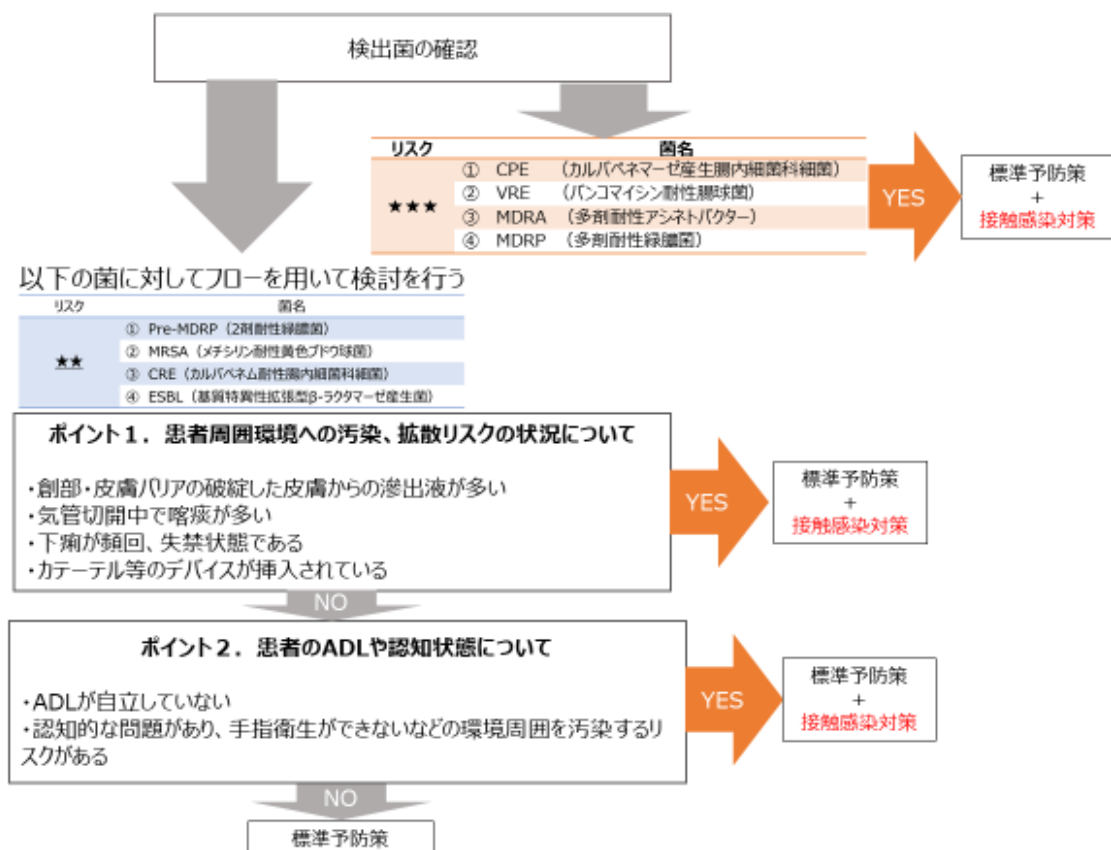 検出菌の確認
リスク 菌名
★★★
① CPE （カルバペネマーゼ産生腸内細菌科細菌）
② VRE （バンコマイシン耐性腸球菌）
③ MDRA （多剤耐性アシネトバクター）
④ MDRP （多剤耐性緑膿菌）
YES
標準予防策
+
接触感染対策
以下の菌に対してフローを用いて検討を行う
リスク 菌名
★★
① Pre-MDRP（2剤耐性緑膿菌）
② MRSA（メチシリン耐性黄色ブドウ球菌）
③ CRE（カルバペネム耐性腸内細菌科細菌）
④ ESBL（基質特異性拡張型β-ラクタマーゼ産生菌）
ポイント１．患者周囲環境への汚染、拡散リスクの状況について
・創部・皮膚バリアの破綻した皮膚からの滲出液が多い
・気管切開中で喀痰が多い
・下痢が頻回、失禁状態である
・カテーテル等のデバイスが挿入されている
YES
標準予防策
+
接触感染対策
NO
ポイント２．患者のADLや認知状態について
・ADLが自立していない
・認知的な問題があり、手指衛生ができないなどの環境周囲を汚染するリ
スクがある
YES
標準予防策
+
接触感染対策
NO
標準予防策